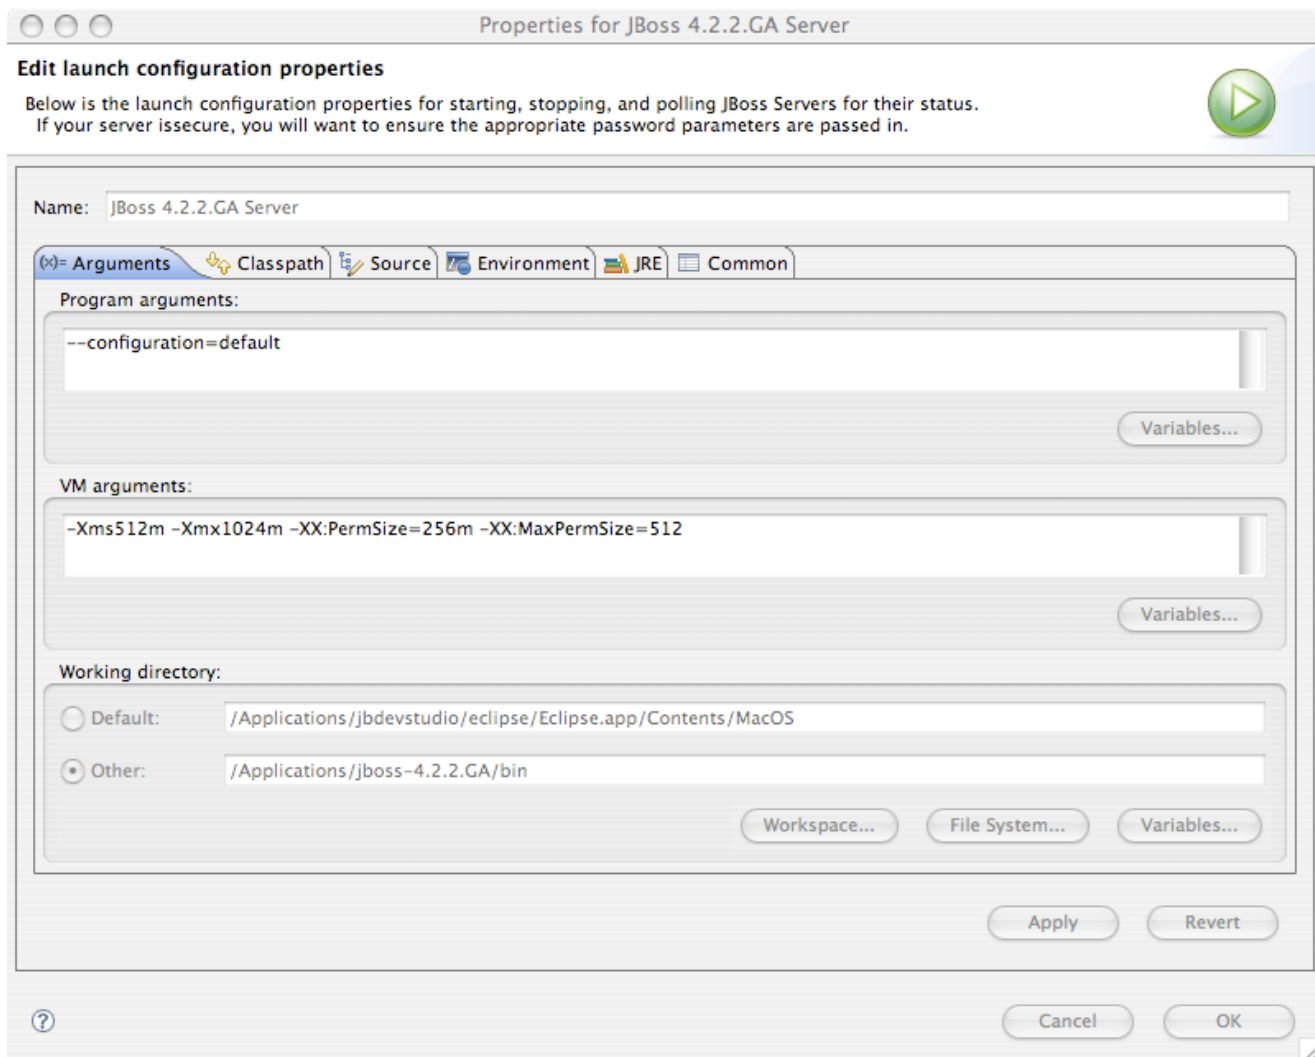 Properties for JBoss 4.2.2.GA Server
Edit launch configuration properties
Below is the launch configuration properties for starting, stopping, and polling JBoss Servers for their status.
If your server issecure, you will want to ensure the appropriate password parameters are passed in.
Name: JBoss 4.2.2.GA Server
(x)= Arguments Classpath Source Environment JRE Common
Program arguments:
--configuration=default
Variables...
VM arguments:
-Xms512m -Xmx1024m -XX:PermSize=256m -XX:MaxPermSize=512
Variables...
Working directory:
Default: /Applications/jbdevstudio/eclipse/Eclipse.app/Contents/MacOS
Other: /Applications/jboss-4.2.2.GA/bin
Workspace... File System... Variables...
Apply Revert
? Cancel OK